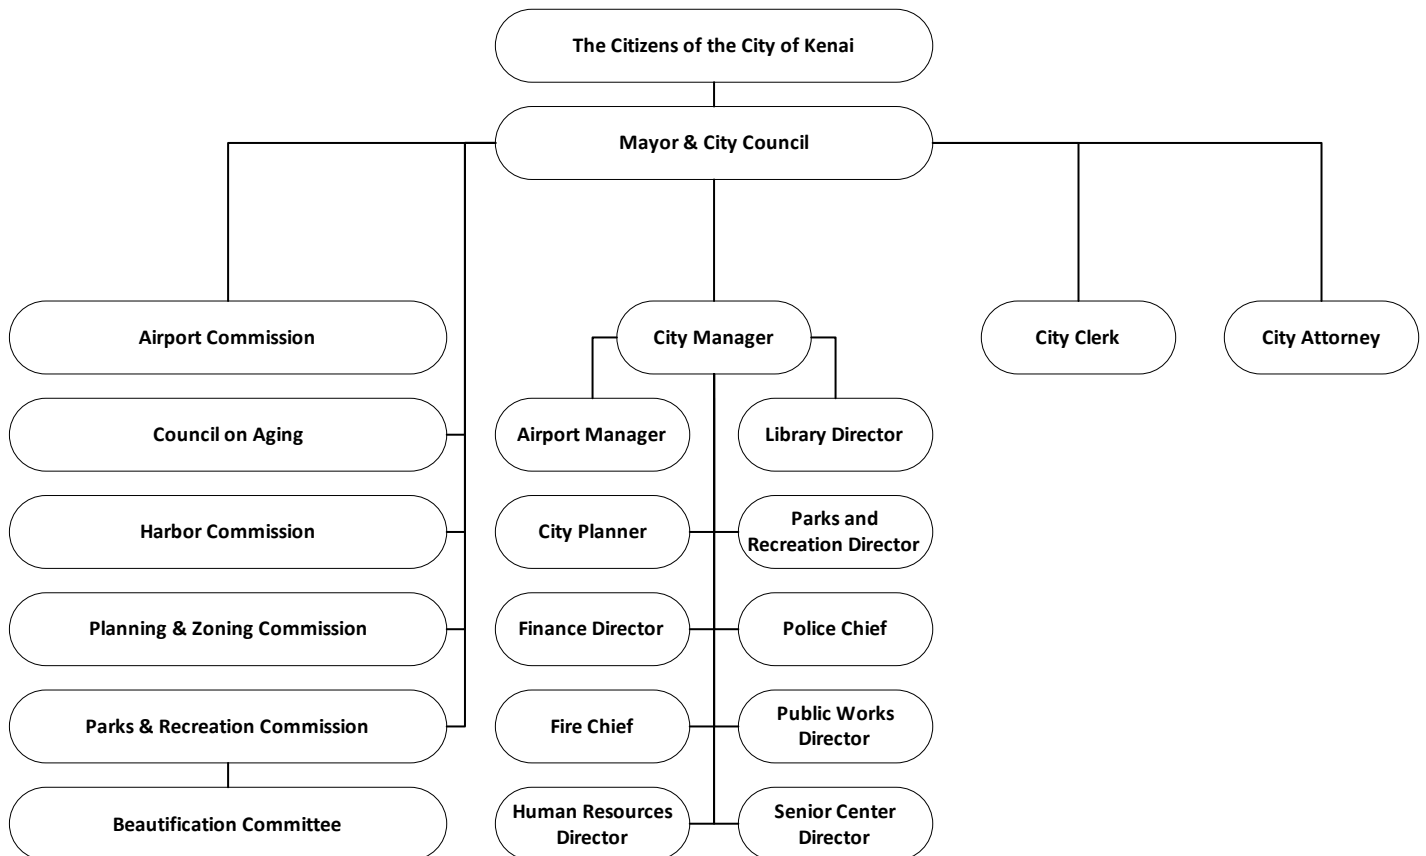 The Citizens of the City of Kenai
Mayor & City Council
Airport Commission
City Manager
City Clerk
City Attorney
Council on Aging
Airport Manager
Library Director
Harbor Commission
City Planner
Parks and
Recreation Director
Planning & Zoning Commission
Finance Director
Police Chief
Parks & Recreation Commission
Fire Chief
Public Works
Director
Beautification Committee
Human Resources
Director
Senior Center
Director